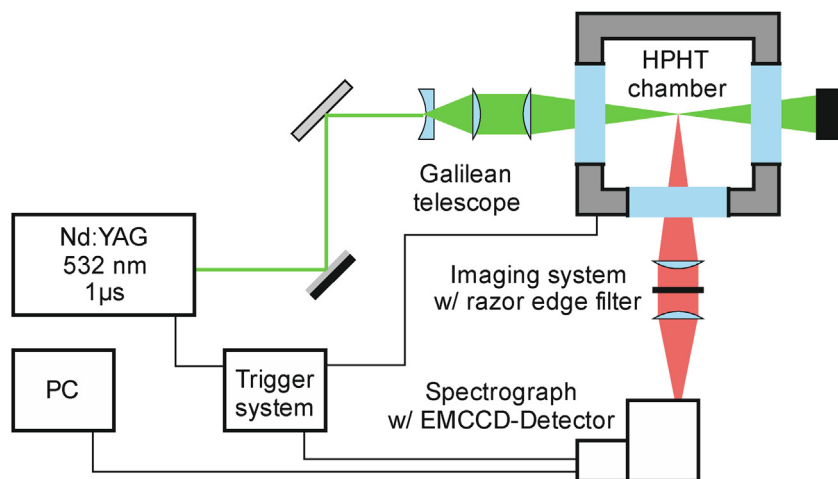 HPHT
chamber
Galilean
telescope
Nd:YAG
532 nm
1µs
Imaging system
w/ razor edge filter
PC
Trigger
system
Spectrograph
w/ EMCCD-Detector